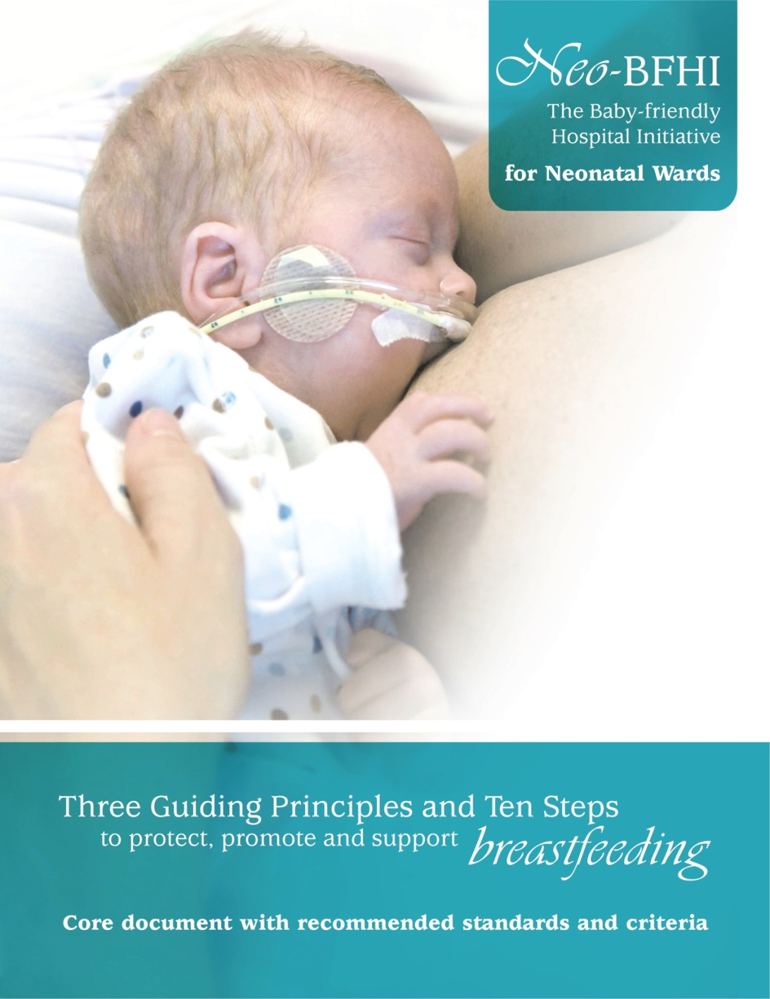 Neo-BFHI
The Baby-friendly
Hospital Initiative
for Neonatal Wards
Three Guiding Principles and Ten Steps
to protect, promote and support breastfeeding
Core document with recommended standards and criteria